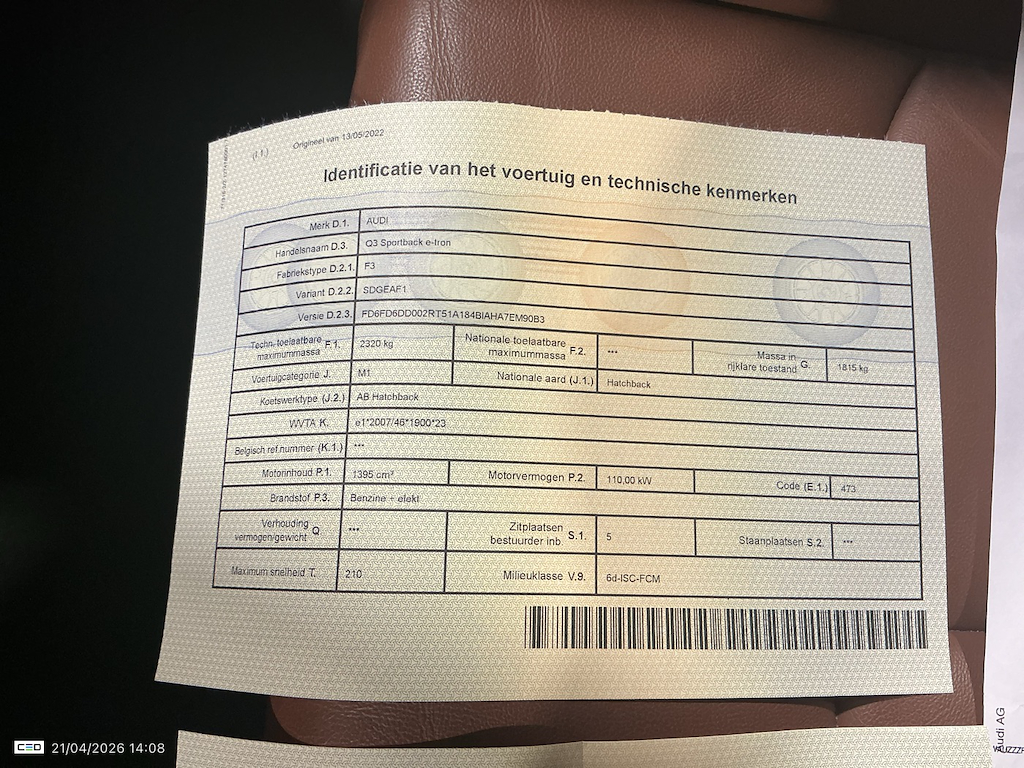 (I 1)
Origineel van 13/05/2022
Identificatie van het voertuig en technische kenmerken
Merk D.1. AUDI
Handelsnaam D.3. Q3 Sportback e-tron
Fabriekstype D.2.1. F3
Variant D.2.2. SDGEAF1
Versie D.2.3. FD6FD6DD002RT51A184BIAHA7EM90B3
Techn. toelaatbare maximummassa F.1. 2320 kg Nationale toelaatbare maximummassa F.2. *** Massa in rijklare toestand G. 1815 kg
Voertuigcategorie J. M1 Nationale aard (J.1.) Hatchback
Koetswerktype (J.2.) AB Hatchback
WVTA K. e1*2007/46*1900*23
Belgisch ref.nummer (K.1.) ***
Motorinhoud P.1. 1395 cm³ Motorvermogen P.2. 110,00 kW Code (E.1.) 473
Brandstof P.3. Benzine + elekt
Verhouding vermogen/gewicht Q. *** Zitplaatsen bestuurder inb. S.1. 5 Staanplaatsen S.2. ***
Maximum snelheid T. 210 Milieuklasse V.9. 6d-ISC-FCM
Audi AG
CEO 21/04/2026 14:08